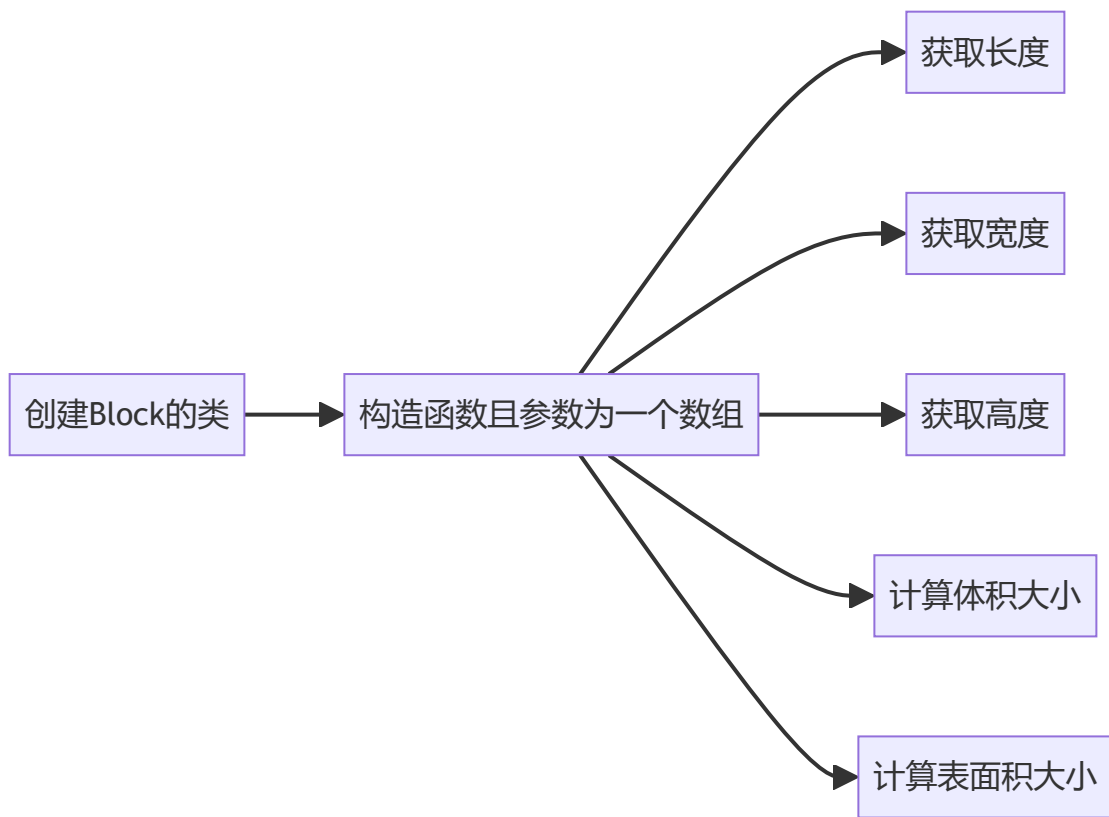 获取长度
获取宽度
创建Block的类
构造函数且参数为一个数组
获取高度
计算体积大小
计算表面积大小